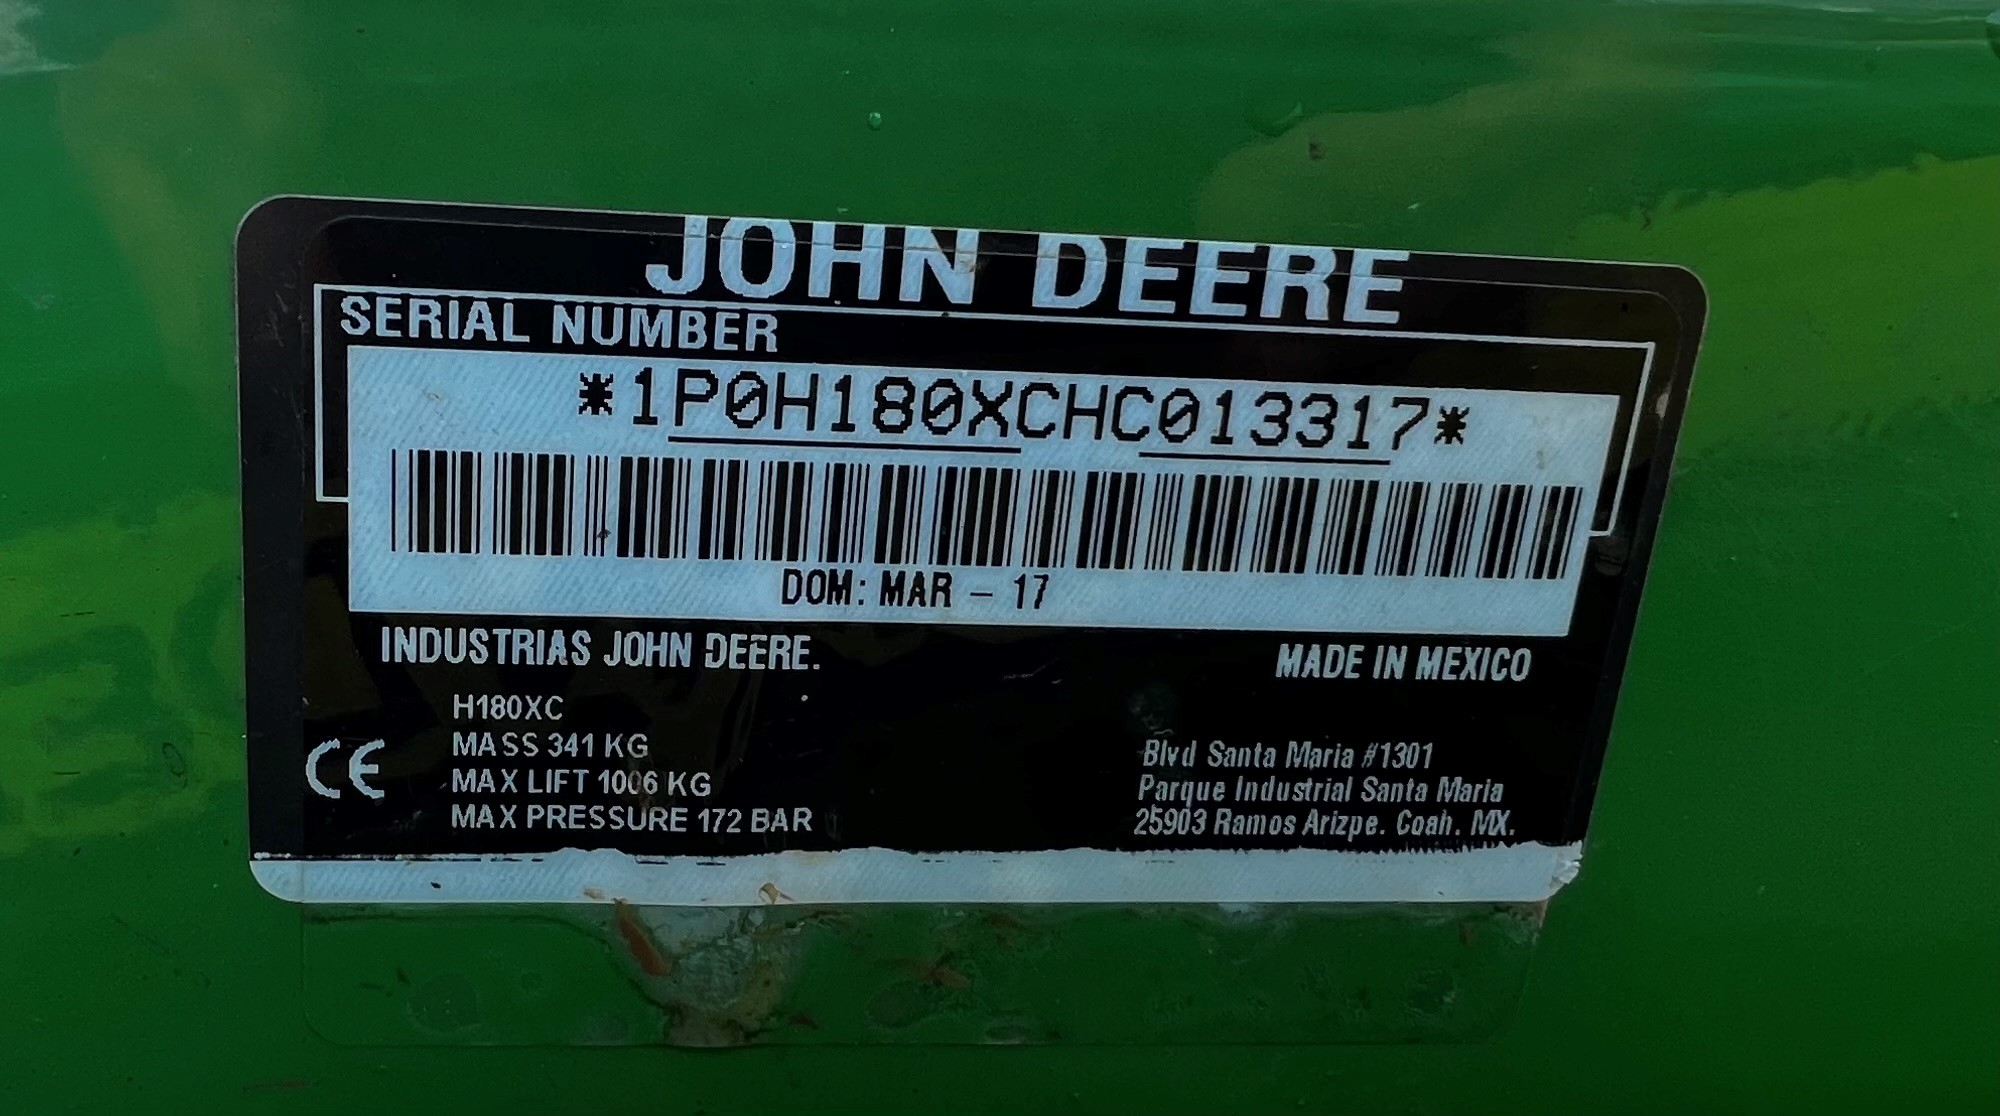 JOHN DEERE
SERIAL NUMBER
*1P0H180XCHC013317*
DOM: MAR - 17
INDUSTRIAS JOHN DEERE. MADE IN MEXICO
H180XC
MASS 341 KG
MAX LIFT 1006 KG
MAX PRESSURE 172 BAR
CE
Blvd Santa Maria #1301
Parque Industrial Santa Maria
25903 Ramos Arizpe. Coah. MX.